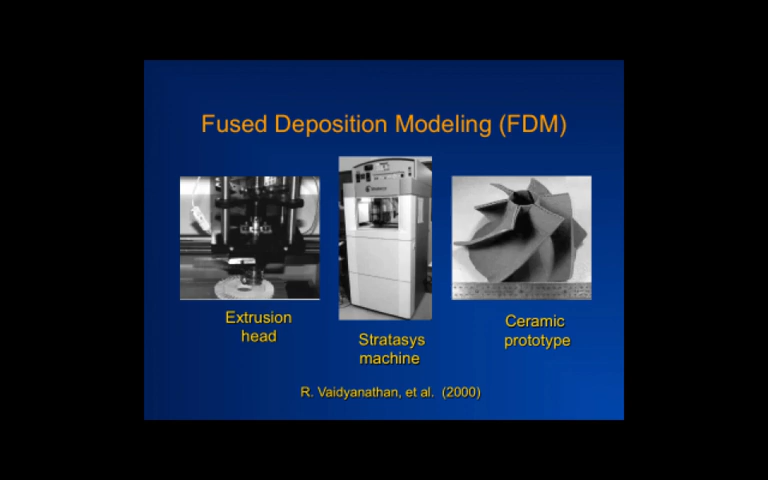 Fused Deposition Modeling (FDM)
Extrusion
head
Stratasys
machine
Ceramic
prototype
R. Vaidyanathan, et al. (2000)